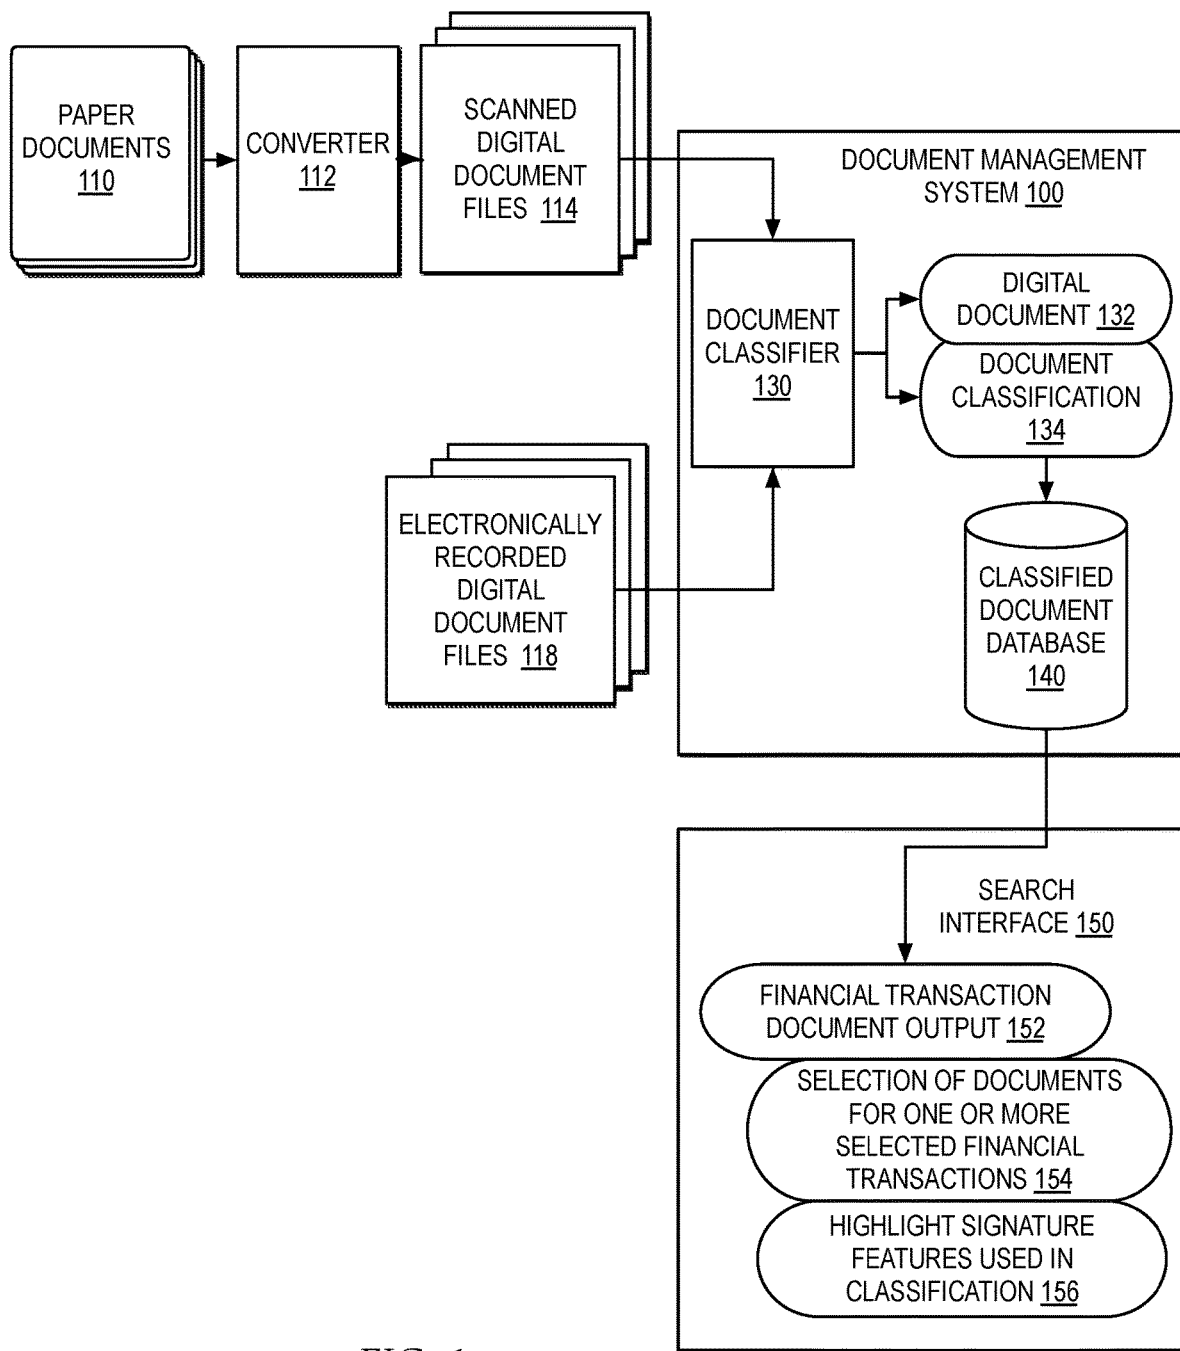 PAPER
DOCUMENTS
110
CONVERTER
112
SCANNED
DIGITAL
DOCUMENT
FILES 114
DOCUMENT MANAGEMENT
SYSTEM 100
DOCUMENT
CLASSIFIER
130
DIGITAL
DOCUMENT 132
DOCUMENT
CLASSIFICATION
134
ELECTRONICALLY
RECORDED
DIGITAL
DOCUMENT
FILES 118
CLASSIFIED
DOCUMENT
DATABASE
140
SEARCH
INTERFACE 150
FINANCIAL TRANSACTION
DOCUMENT OUTPUT 152
SELECTION OF DOCUMENTS
FOR ONE OR MORE
SELECTED FINANCIAL
TRANSACTIONS 154
HIGHLIGHT SIGNATURE
FEATURES USED IN
CLASSIFICATION 156